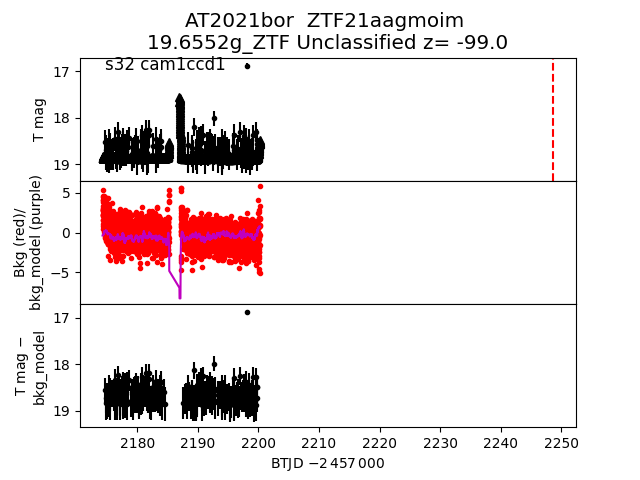 AT2021bor ZTF21aagmoim
19.6552g_ZTF Unclassified z= -99.0
s32 cam1ccd1
T mag
17
18
19
Bkg (red)/
bkg_model (purple)
5
0
−5
T mag −
bkg_model
17
18
19
2180 2190 2200 2210 2220 2230 2240 2250
BTJD −2 457 000